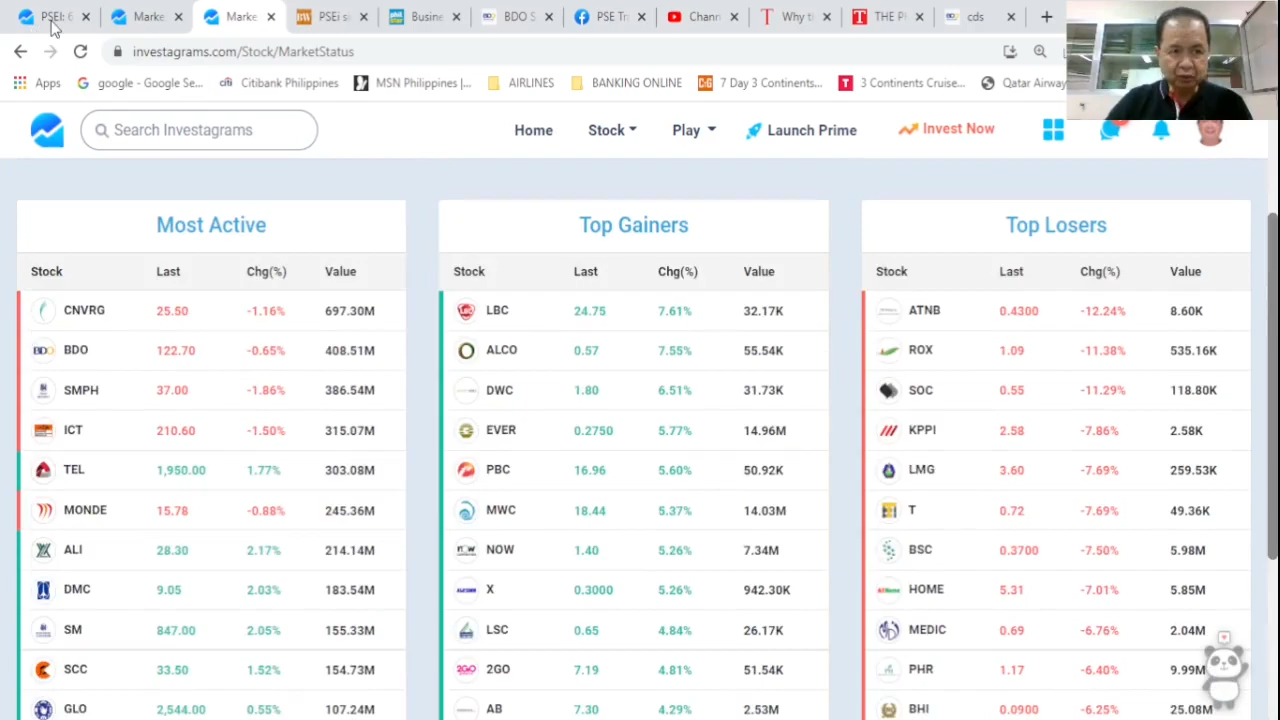 PSEI: 6
Marke
Marke
PSEi s
Busine
BDO S
PSE Tr
Chann
Why ti
THE P
cds
investagrams.com/Stock/MarketStatus
Apps
google - Google Se...
Citibank Philippines
MSN Philippines |...
AIRLINES
BANKING ONLINE
7 Day 3 Continents...
3 Continents Cruise...
Qatar Airway
Search Investagrams
Home
Stock
Play
Launch Prime
Invest Now
Most Active
Stock Last Chg(%) Value
CNVRG 25.50 -1.16% 697.30M
BDO BDO 122.70 -0.65% 408.51M
SMPH 37.00 -1.86% 386.54M
ICT 210.60 -1.50% 315.07M
TEL 1,950.00 1.77% 303.08M
MONDE 15.78 -0.88% 245.36M
ALI 28.30 2.17% 214.14M
DMC 9.05 2.03% 183.54M
SM 847.00 2.05% 155.33M
SCC 33.50 1.52% 154.73M
GLO 2,544.00 0.55% 107.24M
Top Gainers
Stock Last Chg(%) Value
LBC 24.75 7.61% 32.17K
ALCO 0.57 7.55% 55.54K
DWC 1.80 6.51% 31.73K
EVER 0.2750 5.77% 14.96M
PBC 16.96 5.60% 50.92K
MWC 18.44 5.37% 14.03M
NOW NOW 1.40 5.26% 7.34M
X 0.3000 5.26% 942.30K
LSC 0.65 4.84% 26.17K
2GO 2GO 7.19 4.81% 51.54K
AB 7.30 4.29% 2.53M
Top Losers
Stock Last Chg(%) Value
ATNB 0.4300 -12.24% 8.60K
ROX 1.09 -11.38% 535.16K
SOC 0.55 -11.29% 118.80K
KPPI 2.58 -7.86% 2.58K
LMG 3.60 -7.69% 259.53K
T 0.72 -7.69% 49.36K
BSC 0.3700 -7.50% 5.98M
HOME 5.31 -7.01% 5.85M
MEDIC 0.69 -6.76% 2.04M
PHR 1.17 -6.40% 9.99M
BHI 0.0900 -6.25% 25.08M